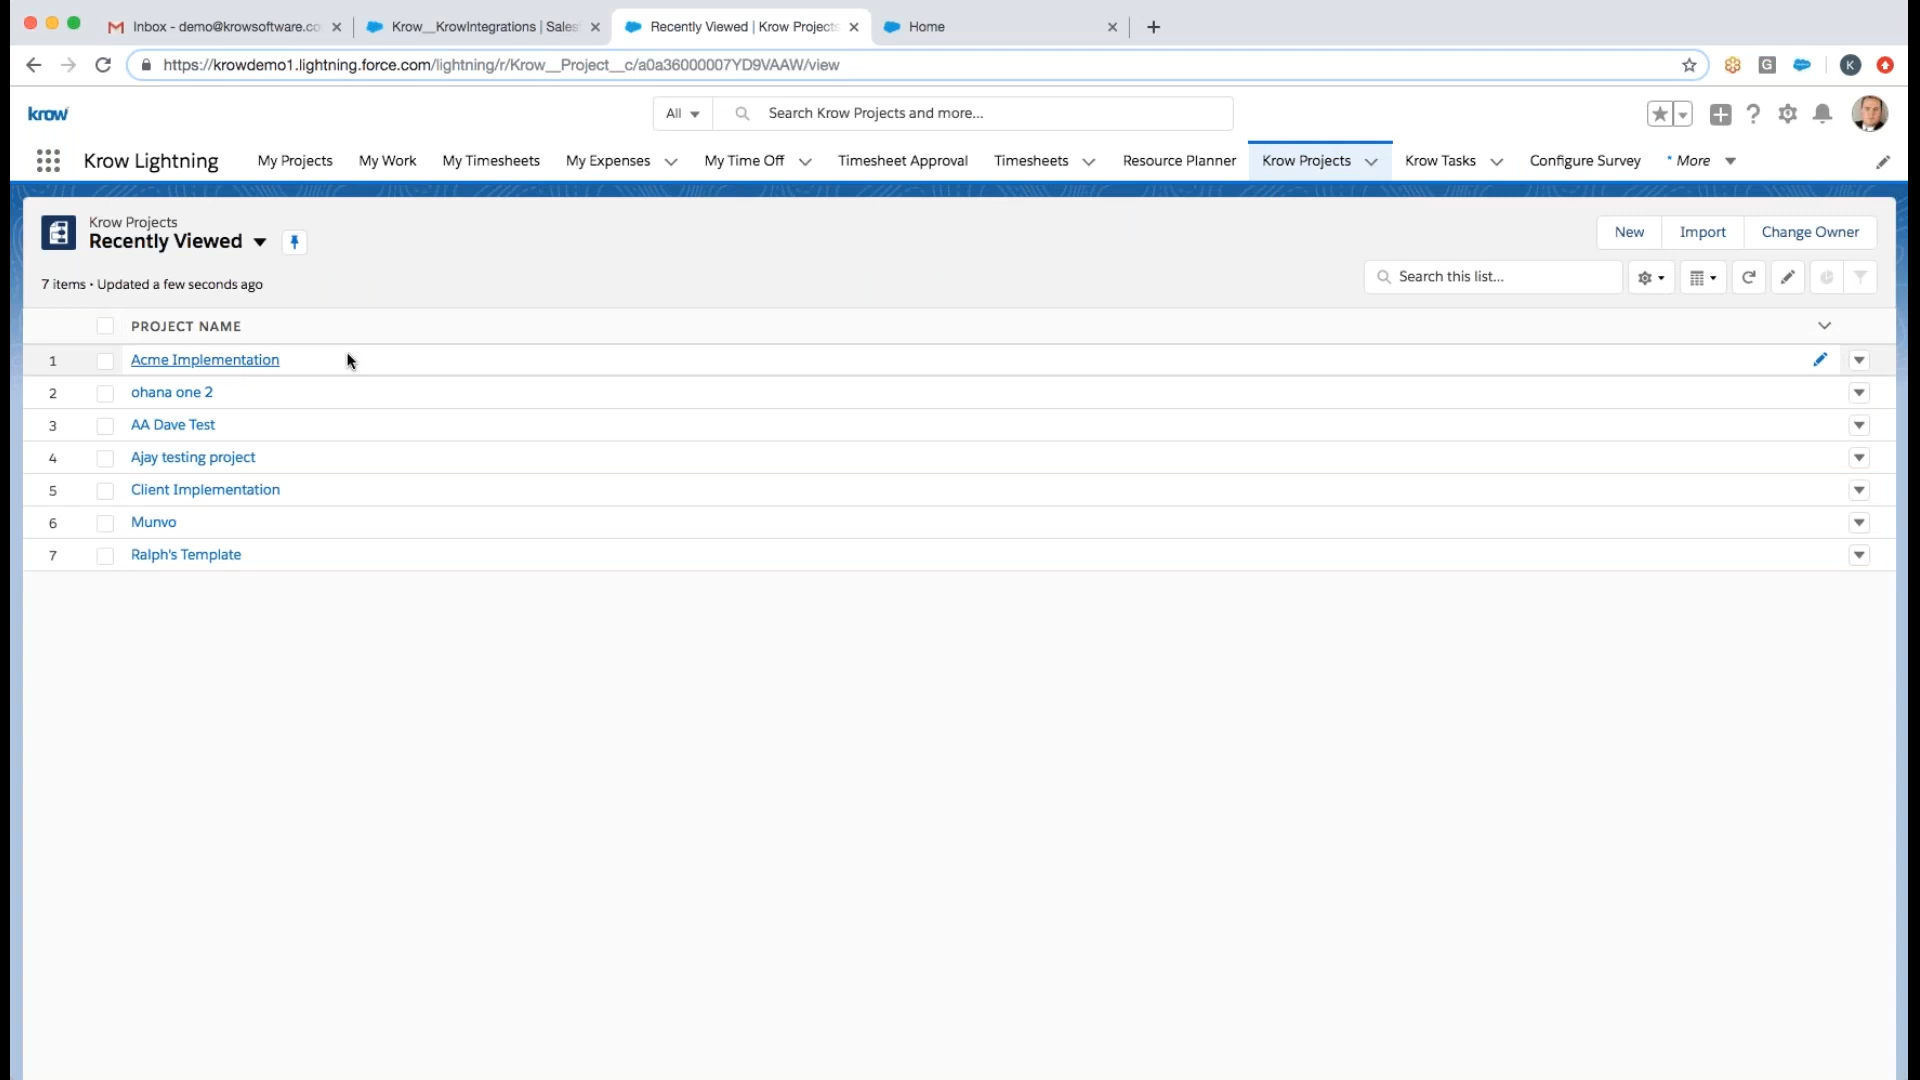 Inbox - demo@krowsoftware.co
Krow__KrowIntegrations | Sales
Recently Viewed | Krow Projects
Home
https://krowdemo1.lightning.force.com/lightning/r/Krow__Project__c/a0a36000007YD9VAAW/view
G
K
krow
All
Search Krow Projects and more...
Krow Lightning
My Projects
My Work
My Timesheets
My Expenses
My Time Off
Timesheet Approval
Timesheets
Resource Planner
Krow Projects
Krow Tasks
Configure Survey
* More
Krow Projects
Recently Viewed
New
Import
Change Owner
7 items • Updated a few seconds ago
Search this list...
PROJECT NAME
1 Acme Implementation
2 ohana one 2
3 AA Dave Test
4 Ajay testing project
5 Client Implementation
6 Munvo
7 Ralph's Template